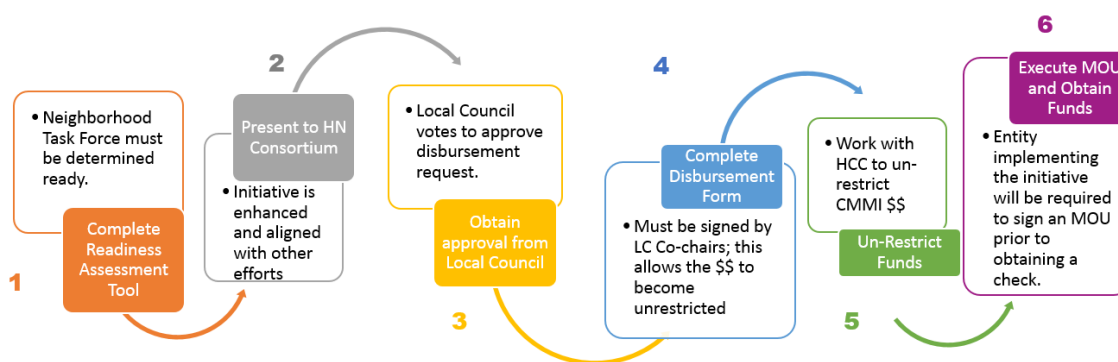 1
• Neighborhood
Task Force must
be determined
ready.
Complete
Readiness
Assessment
Tool
2
Present to HN
Consortium
• Initiative is
enhanced
and aligned
with other
efforts
3
• Local Council
votes to approve
disbursement
request.
Obtain
approval from
Local Council
4
Complete
Disbursement
Form
• Must be signed by
LC Co-chairs; this
allows the $$ to
become
unrestricted
5
• Work with
HCC to un-
restrict
CMMI $$
Un-Restrict
Funds
6
Execute MOU
and Obtain
Funds
• Entity
implementing
the initiative
will be required
to sign an MOU
prior to
obtaining a
check.